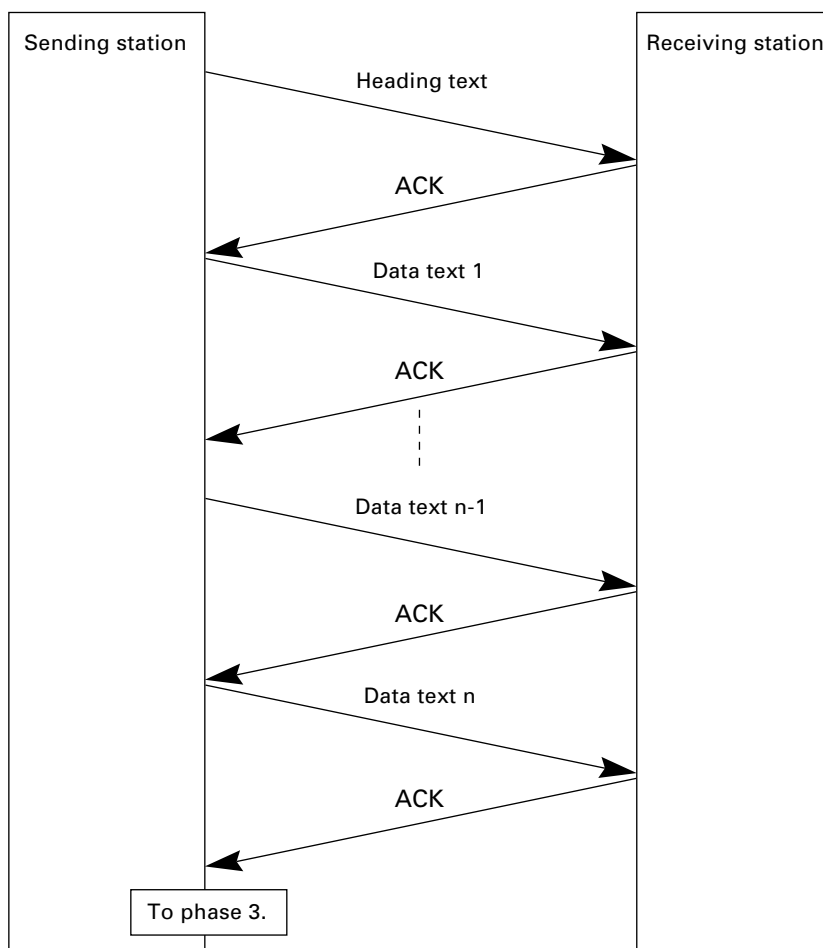 Sending station
Receiving station
Heading text
ACK
Data text 1
ACK
Data text n-1
ACK
Data text n
ACK
To phase 3.